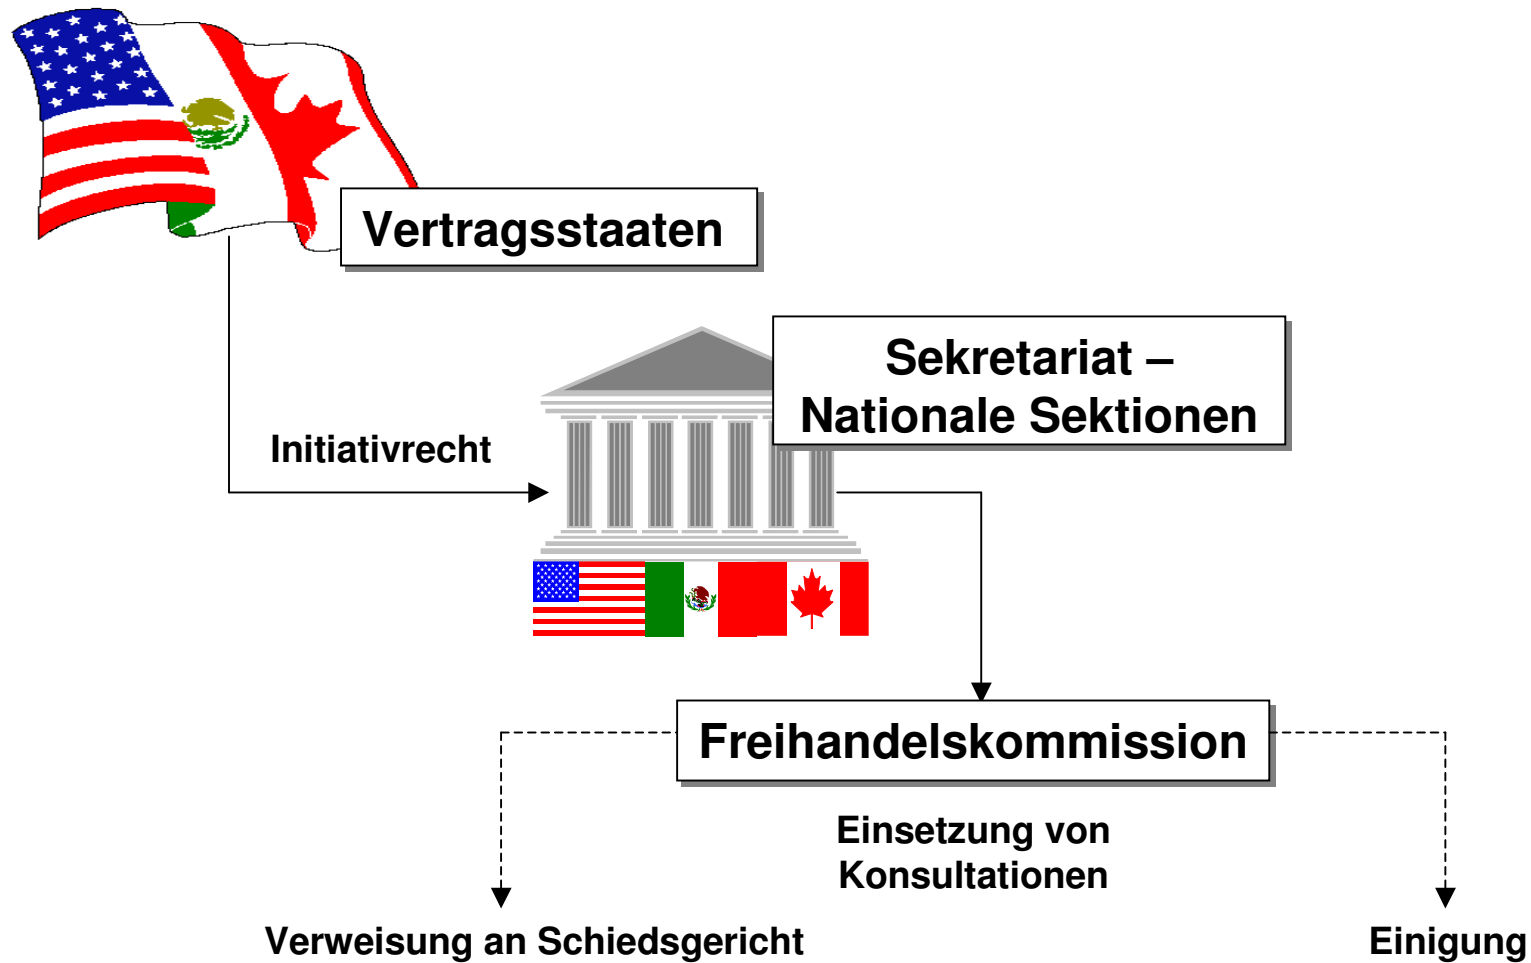 Vertragsstaaten
Sekretariat –
Nationale Sektionen
Initiativrecht
Freihandelskommission
Einsetzung von
Konsultationen
Verweisung an Schiedsgericht
Einigung